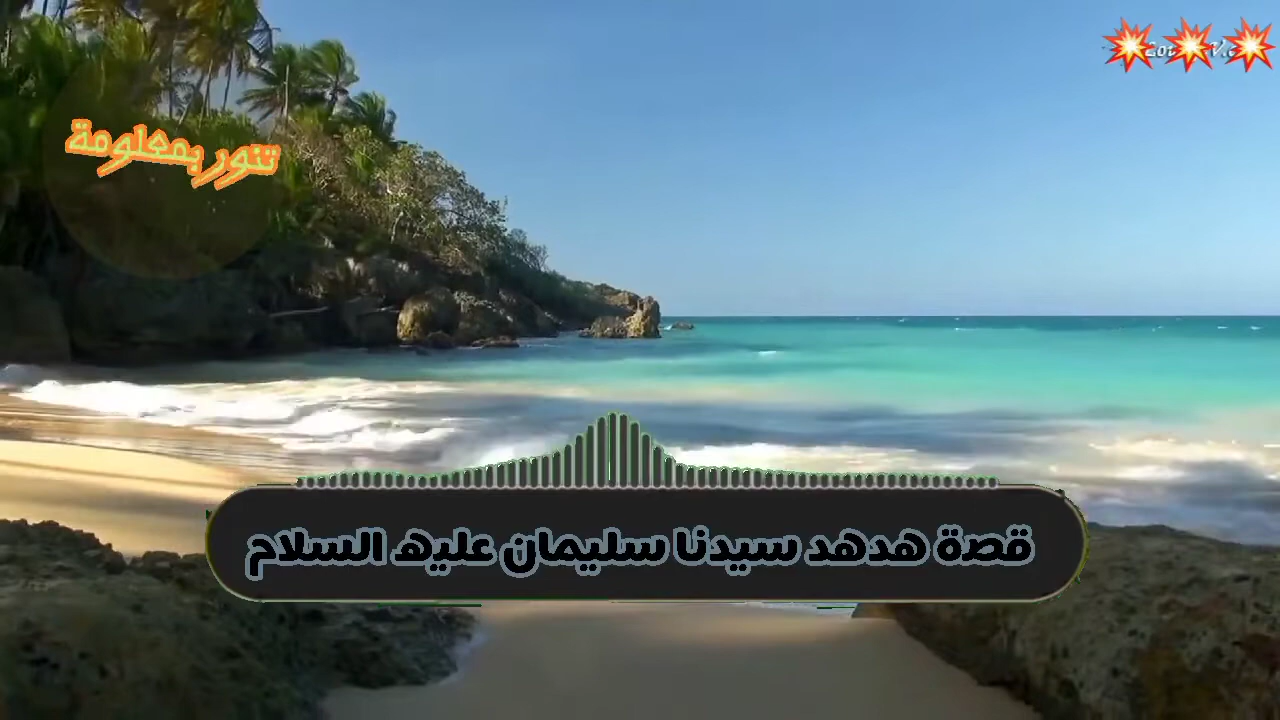 تنور بمعلومة
قصة هدهد سيدنا سليمان عليه السلام